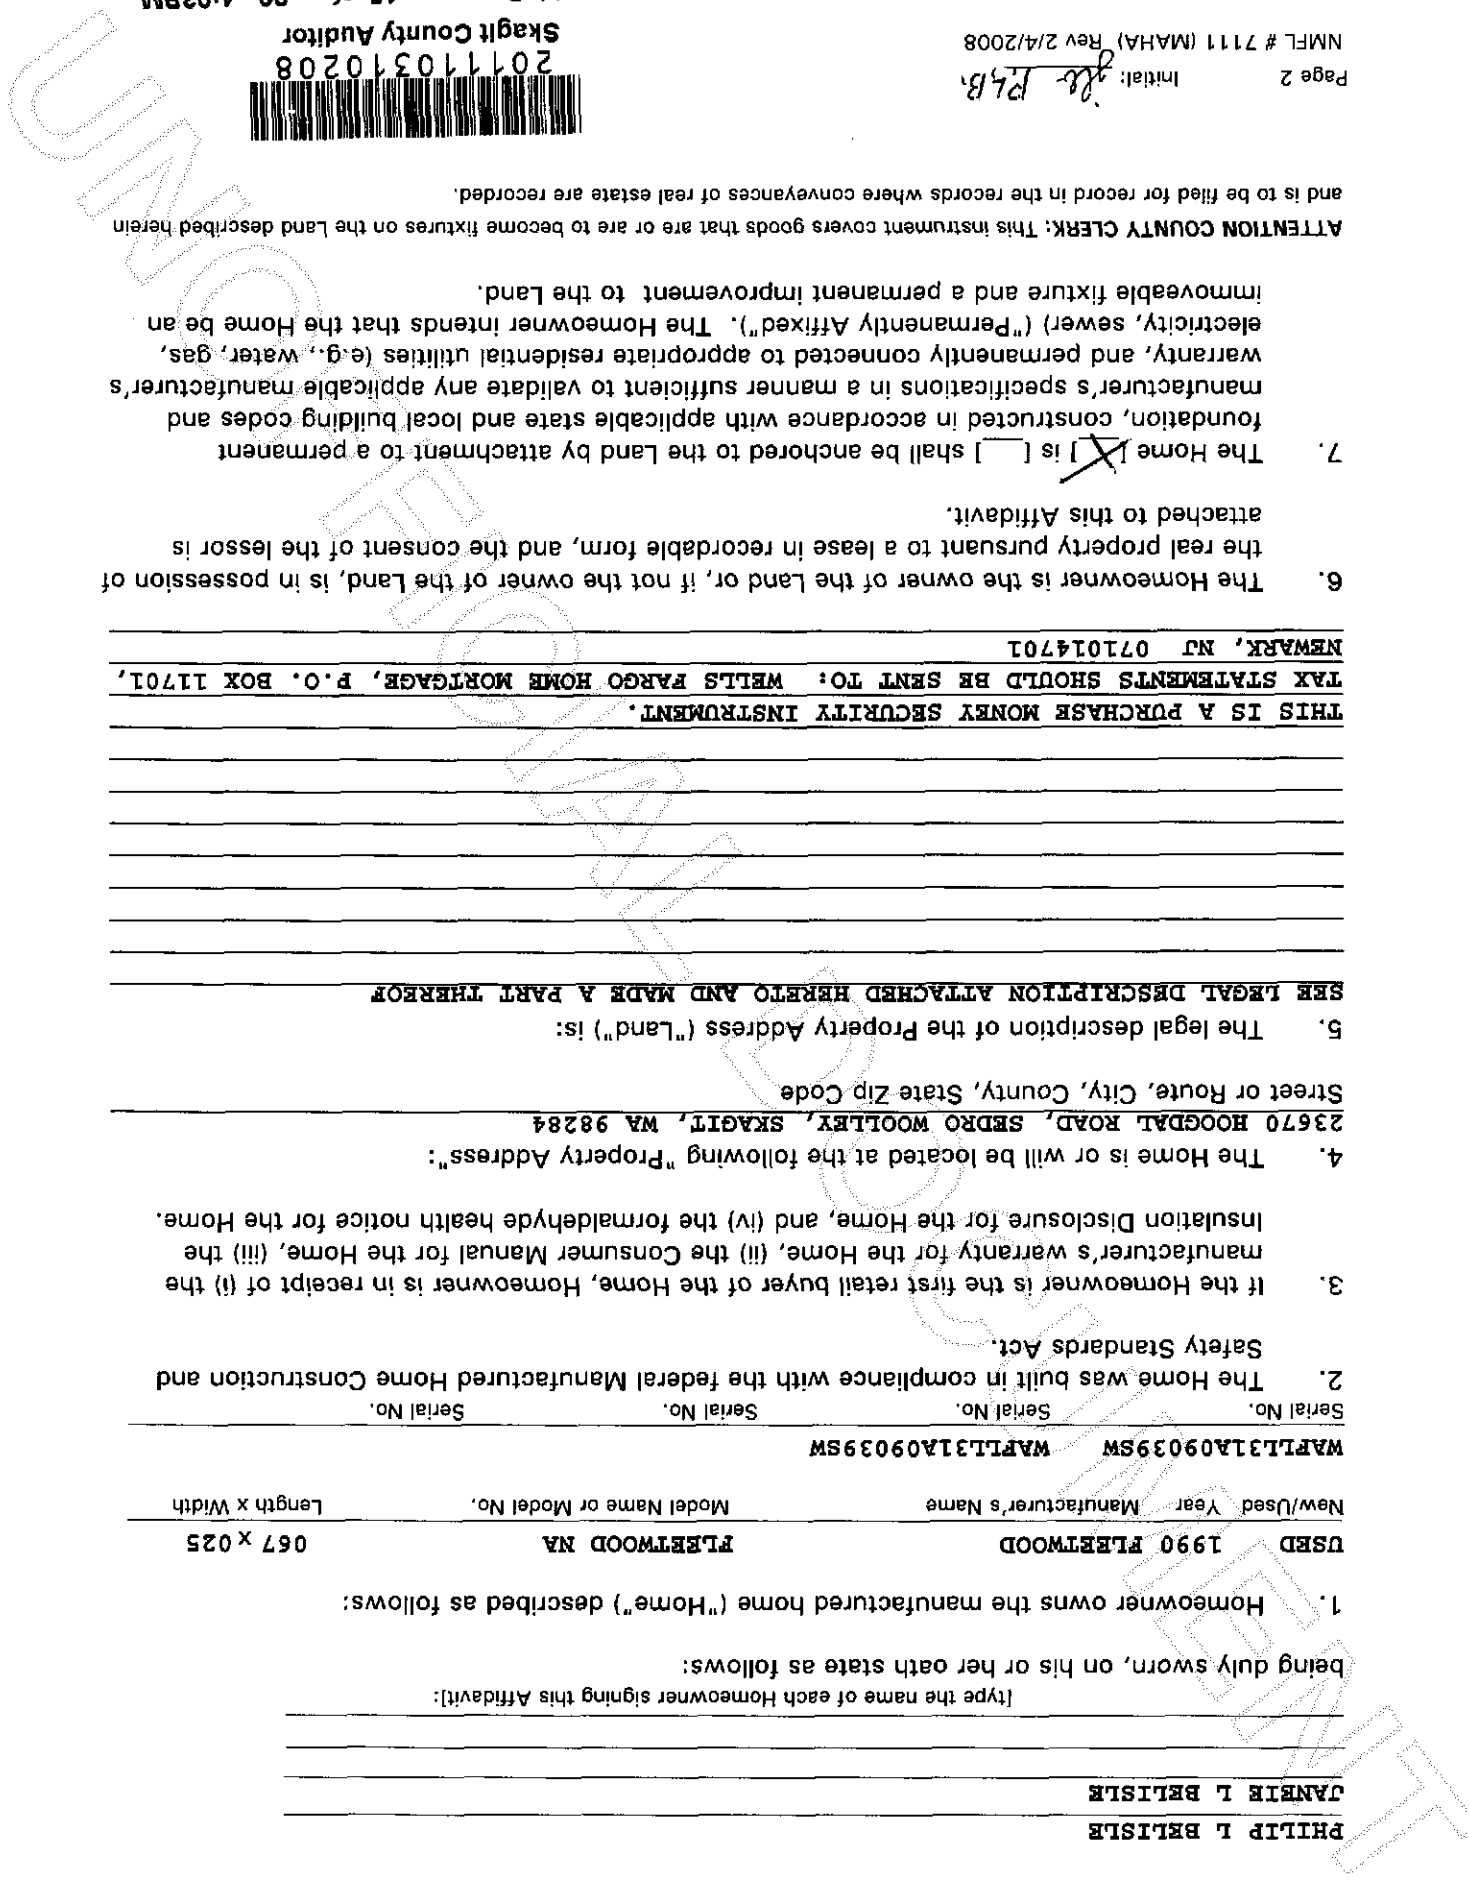 PHILIP L BELISLE
JANEIE L BELISLE
[type the name of each Homeowner signing this Affidavit]:
being duly sworn, on his or her oath state as follows:
1. Homeowner owns the manufactured home ("Home") described as follows:
USED 1990 FLEETWOOD FLEETWOOD NA 067 x 025
New/Used Year Manufacturer's Name Model Name or Model No. Length x Width
WAFLL31A09039SW WAFLL31A09039SW
Serial No. Serial No. Serial No. Serial No.
2. The Home was built in compliance with the federal Manufactured Home Construction and
Safety Standards Act.
3. If the Homeowner is the first retail buyer of the Home, Homeowner is in receipt of (i) the
manufacturer's warranty for the Home, (ii) the Consumer Manual for the Home, (iii) the
Insulation Disclosure for the Home, and (iv) the formaldehyde health notice for the Home.
4. The Home is or will be located at the following "Property Address":
23670 HOOGDAL ROAD, SEDRO WOOLLEY, SKAGIT, WA 98284
Street or Route, City, County, State Zip Code
5. The legal description of the Property Address ("Land") is:
SEE LEGAL DESCRIPTION ATTACHED HERETO AND MADE A PART THEREOF
THIS IS A PURCHASE MONEY SECURITY INSTRUMENT.
TAX STATEMENTS SHOULD BE SENT TO: WELLS FARGO HOME MORTGAGE, P.O. BOX 11701,
NEWARK, NJ 071014701
6. The Homeowner is the owner of the Land or, if not the owner of the Land, is in possession of
the real property pursuant to a lease in recordable form, and the consent of the lessor is
attached to this Affidavit.
7. The Home [X] is [ ] shall be anchored to the Land by attachment to a permanent
foundation, constructed in accordance with applicable state and local building codes and
manufacturer's specifications in a manner sufficient to validate any applicable manufacturer's
warranty, and permanently connected to appropriate residential utilities (e.g., water, gas,
electricity, sewer) ("Permanently Affixed"). The Homeowner intends that the Home be an
immoveable fixture and a permanent improvement to the Land.
ATTENTION COUNTY CLERK: This instrument covers goods that are or are to become fixtures on the Land described herein
and is to be filed for record in the records where conveyances of real estate are recorded.
Page 2 Initial: JLB P.L.B.
NMFL # 7111 (MAHA) Rev 2/4/2008
201110310208
Skagit County Auditor
UNOFFICIAL DOCUMENT